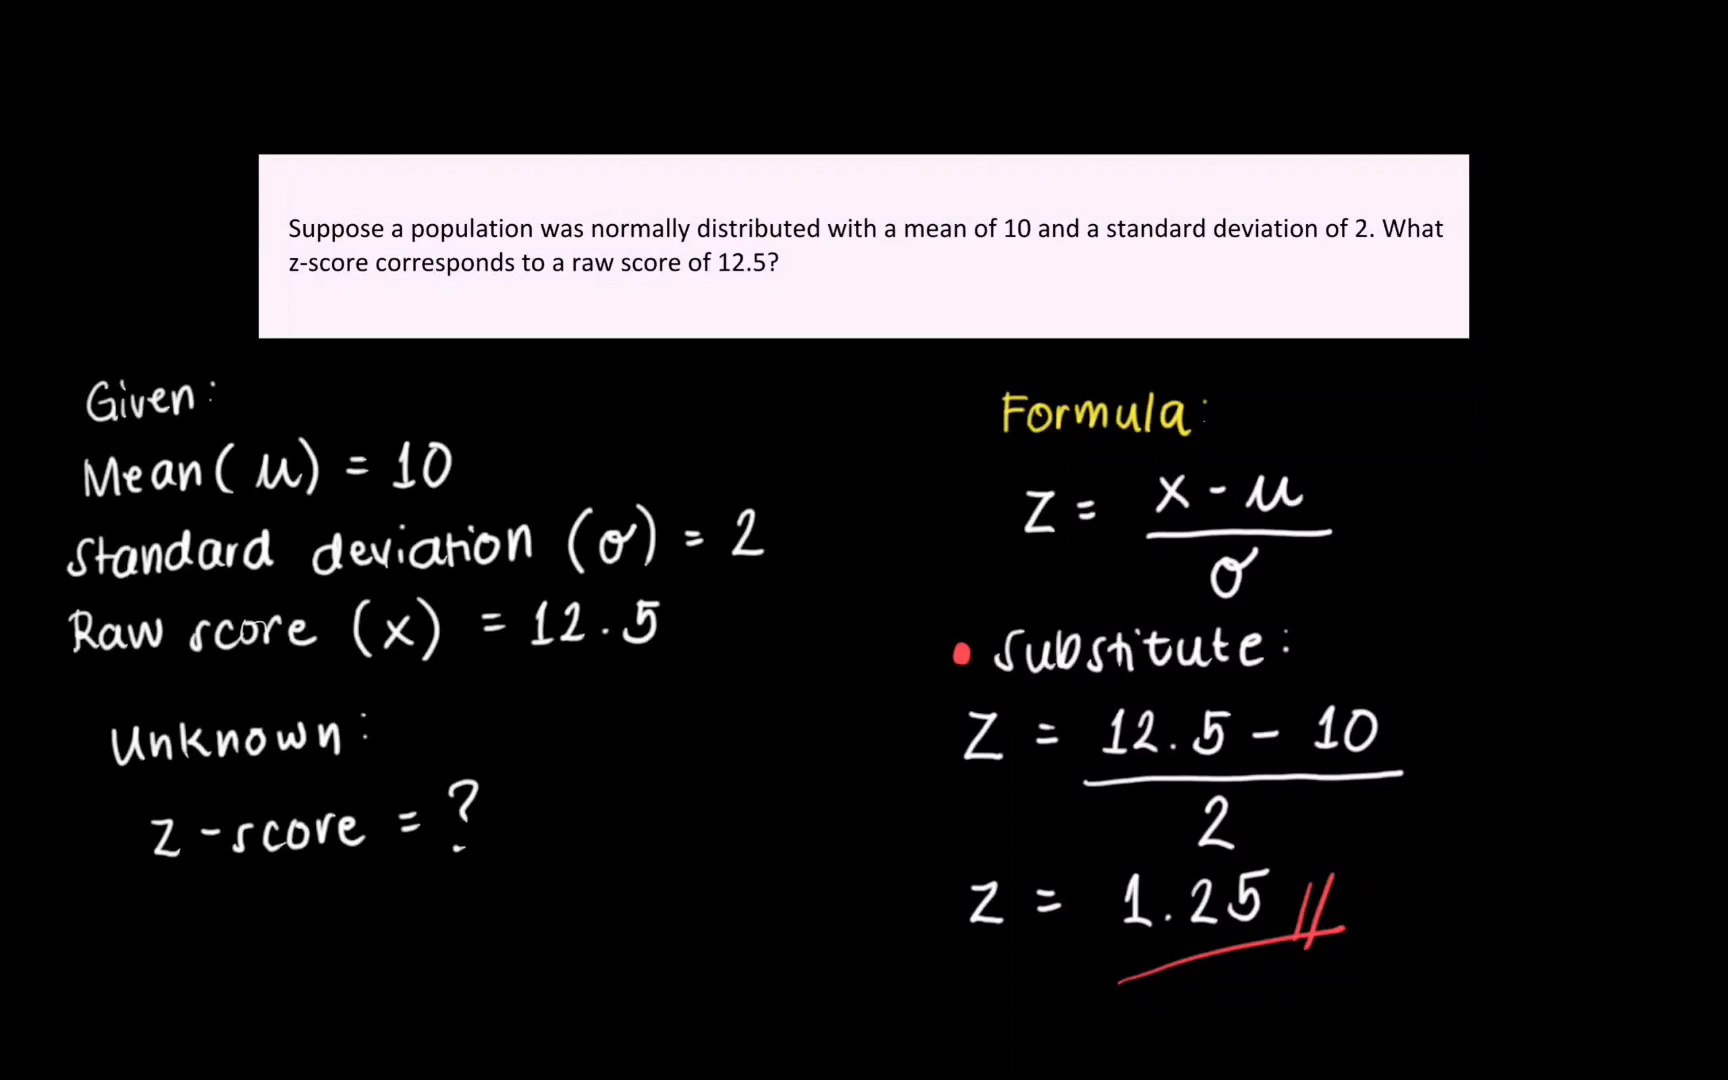 Suppose a population was normally distributed with a mean of 10 and a standard deviation of 2. What
z-score corresponds to a raw score of 12.5?
Given:
Mean (μ) = 10
Standard deviation (σ) = 2
Raw score (x) = 12.5
Unknown:
z-score = ?
Formula:
z = x - μ
σ
• Substitute:
Z = 12.5 - 10
2
z = 1.25 //